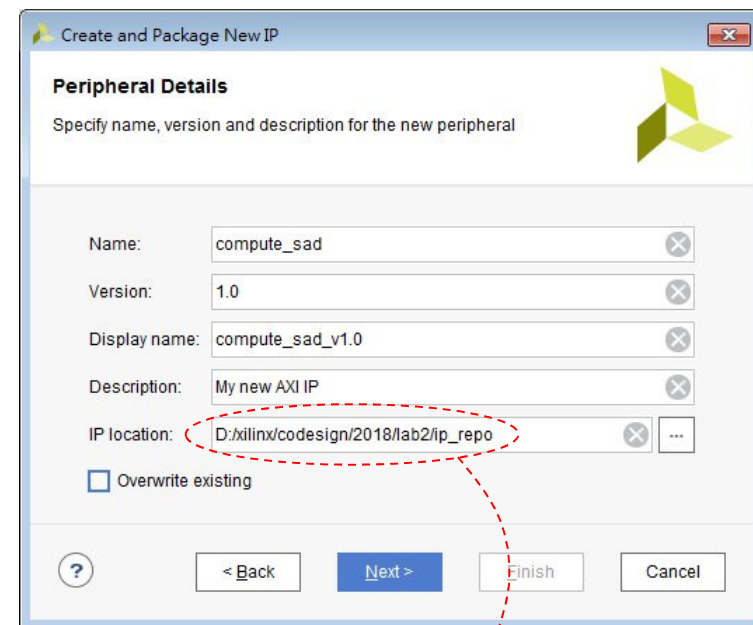 Create and Package New IP
Peripheral Details
Specify name, version and description for the new peripheral
Name: compute_sad
Version: 1.0
Display name: compute_sad_v1.0
Description: My new AXI IP
IP location: D:/xilinx/codesign/2018/lab2/ip_repo ...
Overwrite existing
? < Back Next > Finish Cancel